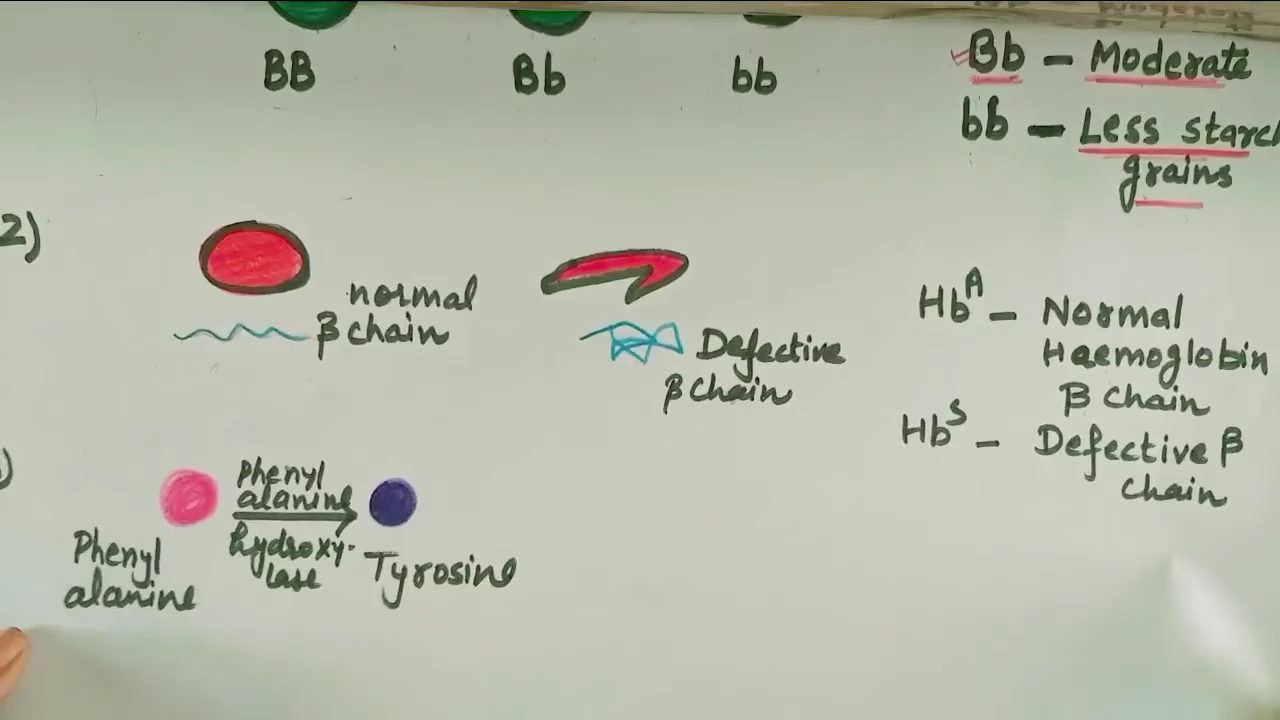 BB Bb bb
Bb – Moderate
bb – Less starch
grains
2)
normal
β chain
Defective
β chain
Hb^A – Normal
Haemoglobin
β chain
Hb^S – Defective β
chain
Phenyl
alanine
Phenyl
alanine
hydroxy-
lase
Tyrosine